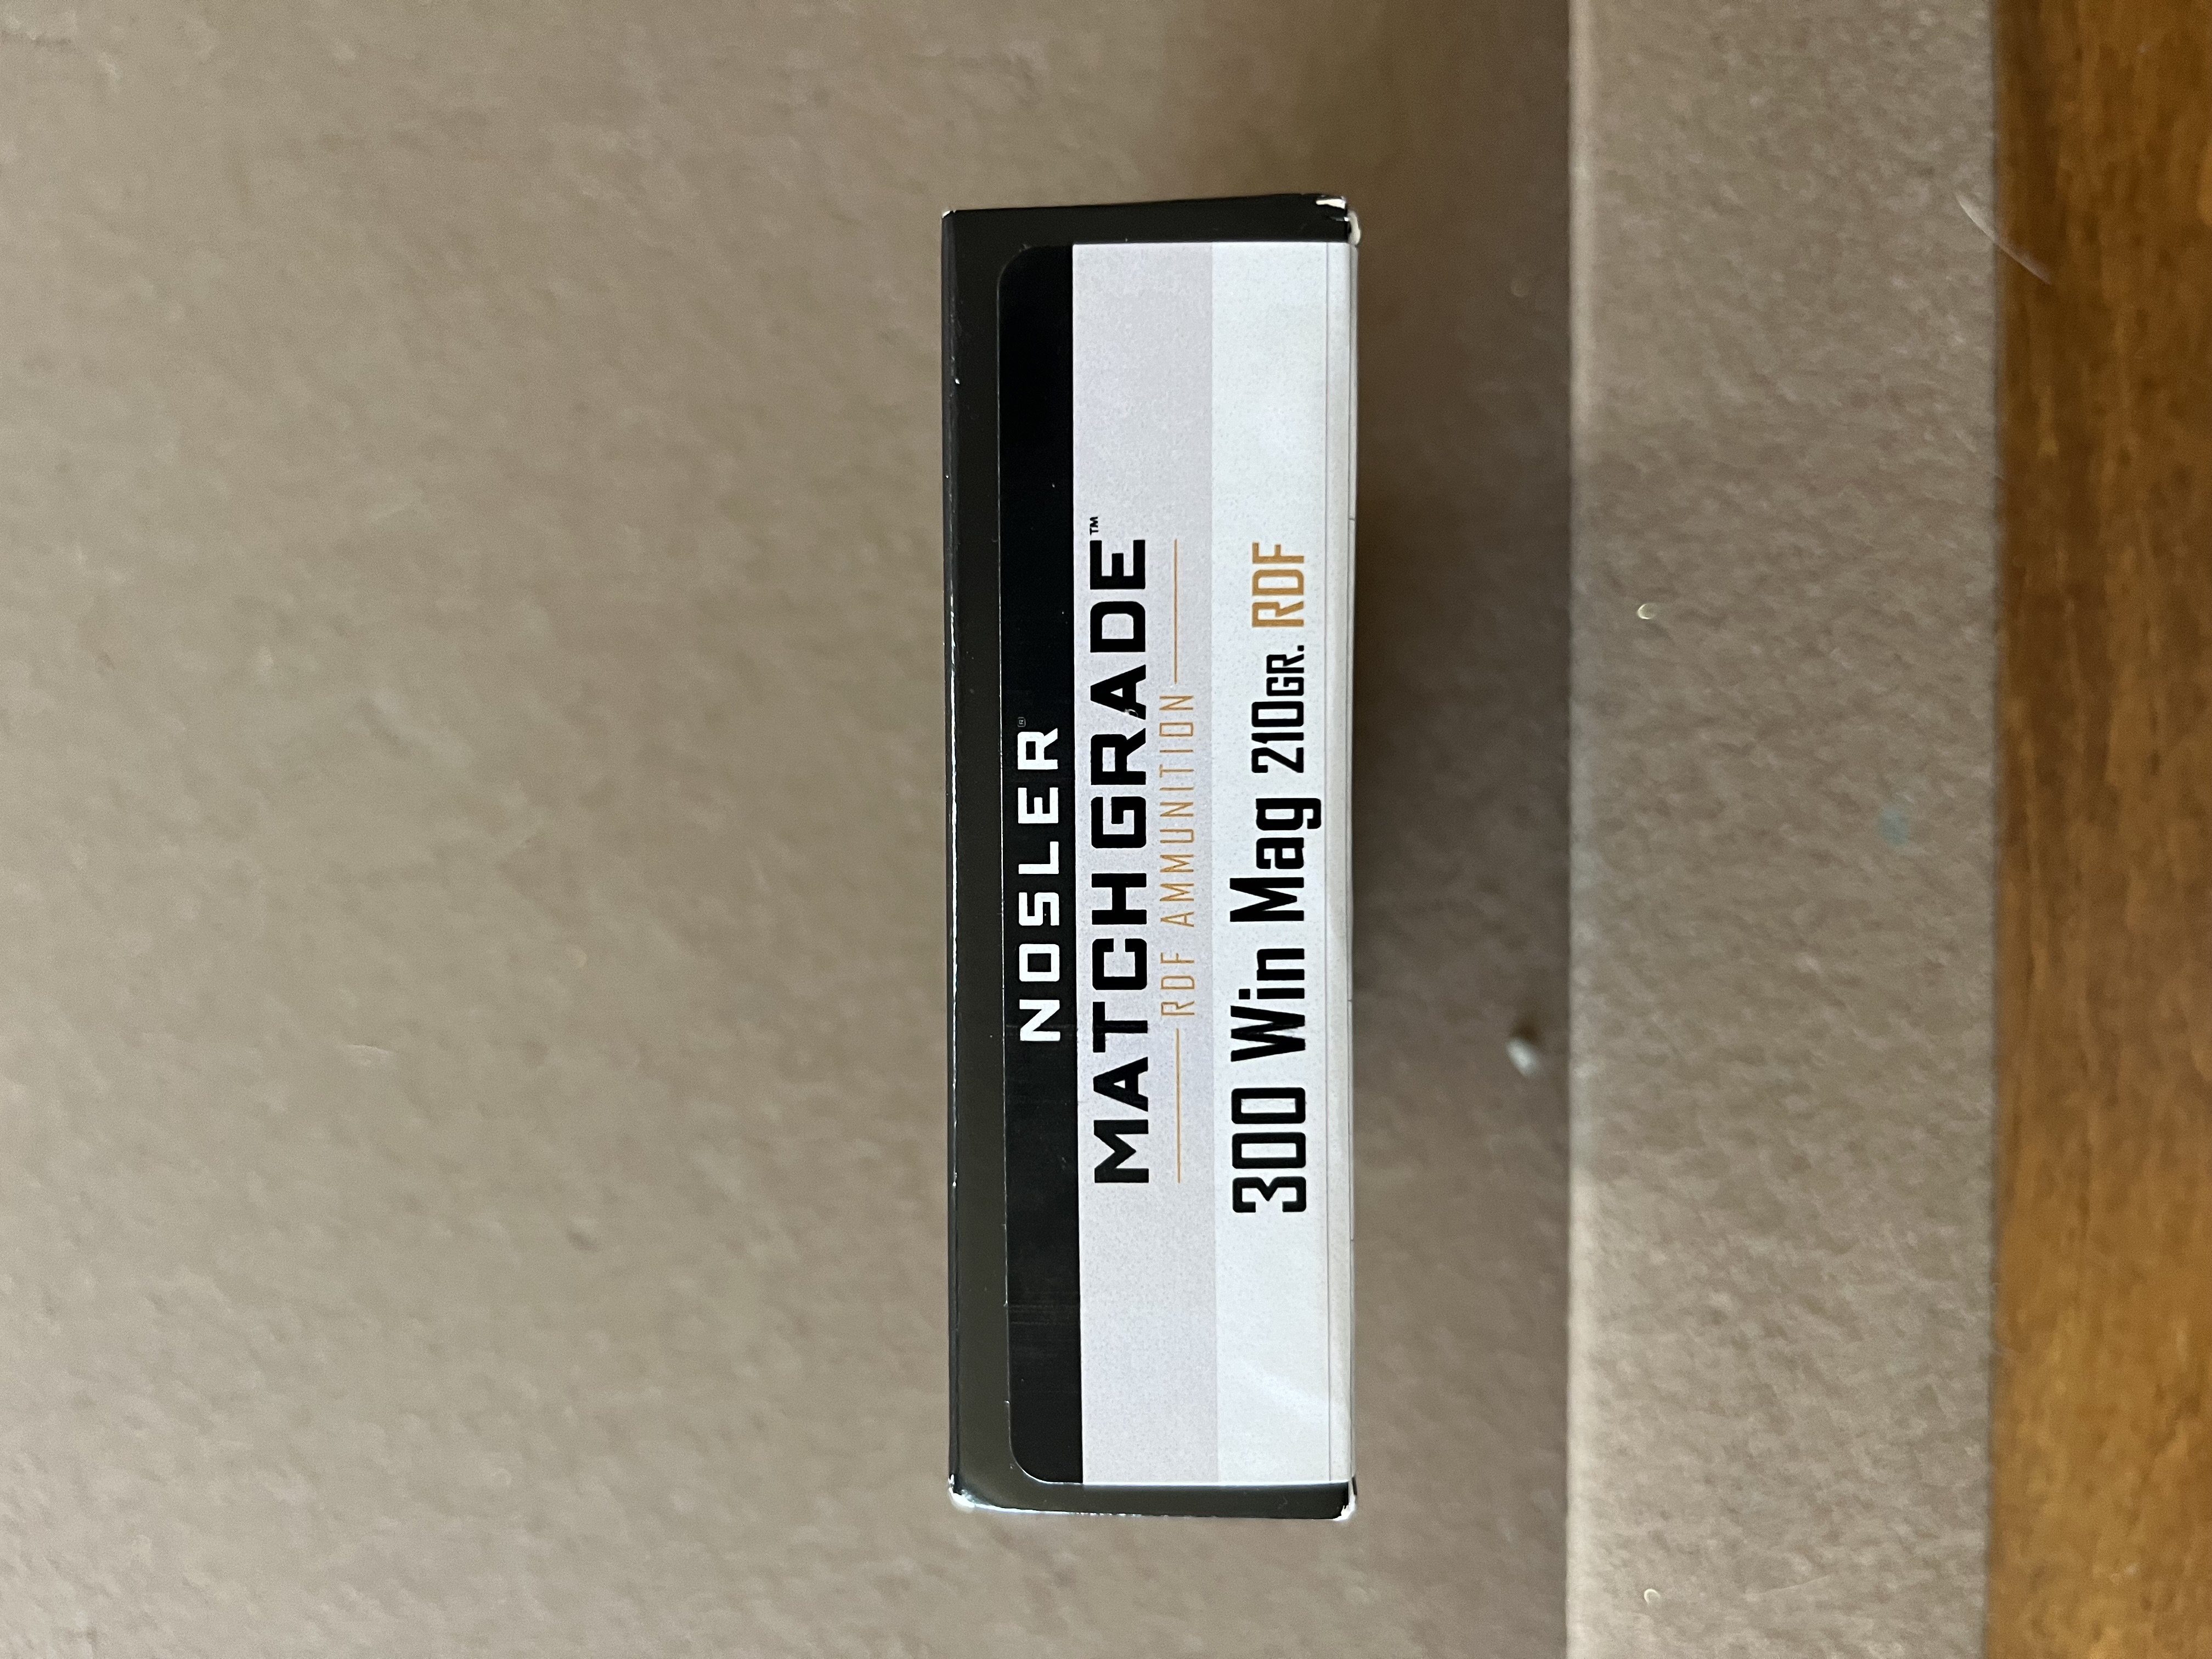 NOSLER®
MATCHGRADE™
RDF AMMUNITION
300 Win Mag 210GR. RDF